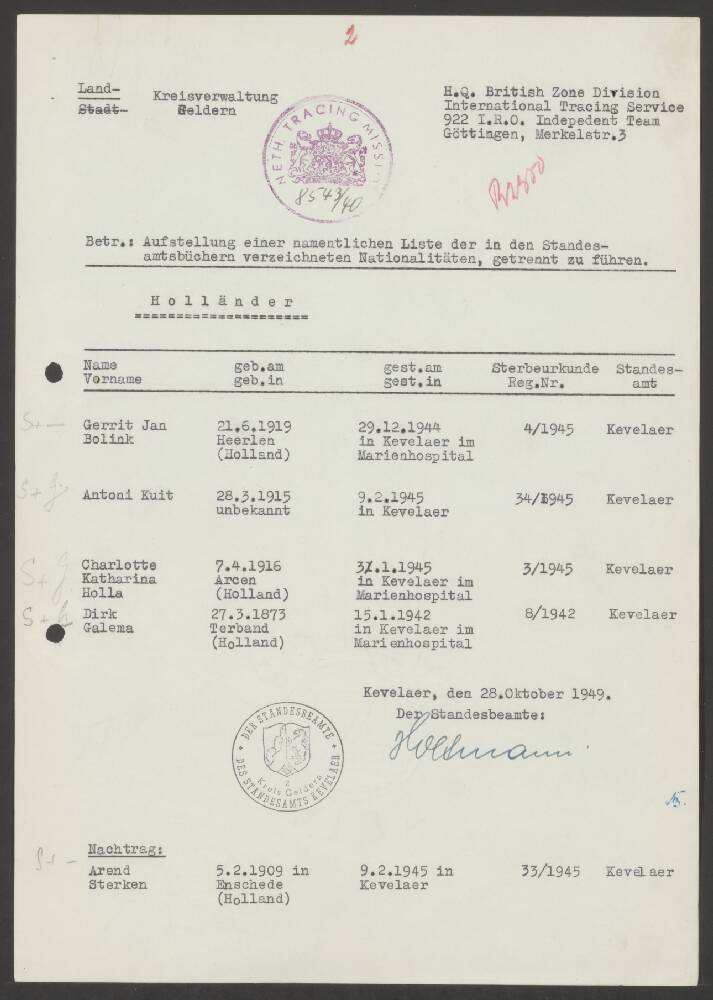 2
Land-
Stadt-
Kreisverwaltung
Geldern
H.Q. British Zone Division
International Tracing Service
922 I.R.O. Indepedent Team
Göttingen, Merkelstr.3
NETH. TRACING MISSION
8543/40
Betr.: Aufstellung einer namentlichen Liste der in den Standes-
amtsbüchern verzeichneten Nationalitäten, getrennt zu führen.
Holländer
Name geb.am gest.am Sterbeurkunde Standes-
Vorname geb.in gest.in Reg.Nr. amt
Gerrit Jan 21.6.1919 29.12.1944 4/1945 Kevelaer
Bolink Heerlen in Kevelaer im
(Holland) Marienhospital
Antoni Kuit 28.3.1915 9.2.1945 34/1945 Kevelaer
unbekannt in Kevelaer
Charlotte 7.4.1916 31.1.1945 3/1945 Kevelaer
Katharina Arcen in Kevelaer im
Holla (Holland) Marienhospital
Dirk 27.3.1873 15.1.1942 8/1942 Kevelaer
Galema Terband in Kevelaer im
(Holland) Marienhospital
Kevelaer, den 28.Oktober 1949.
Der Standesbeamte:
Holtmann
DER STANDESBEAMTE
DES STANDESAMTS KEVELAER
Kreis Geldern
2
Nachtrag:
Arend 5.2.1909 in 9.2.1945 in 33/1945 Kevelaer
Sterken Enschede Kevelaer
(Holland)